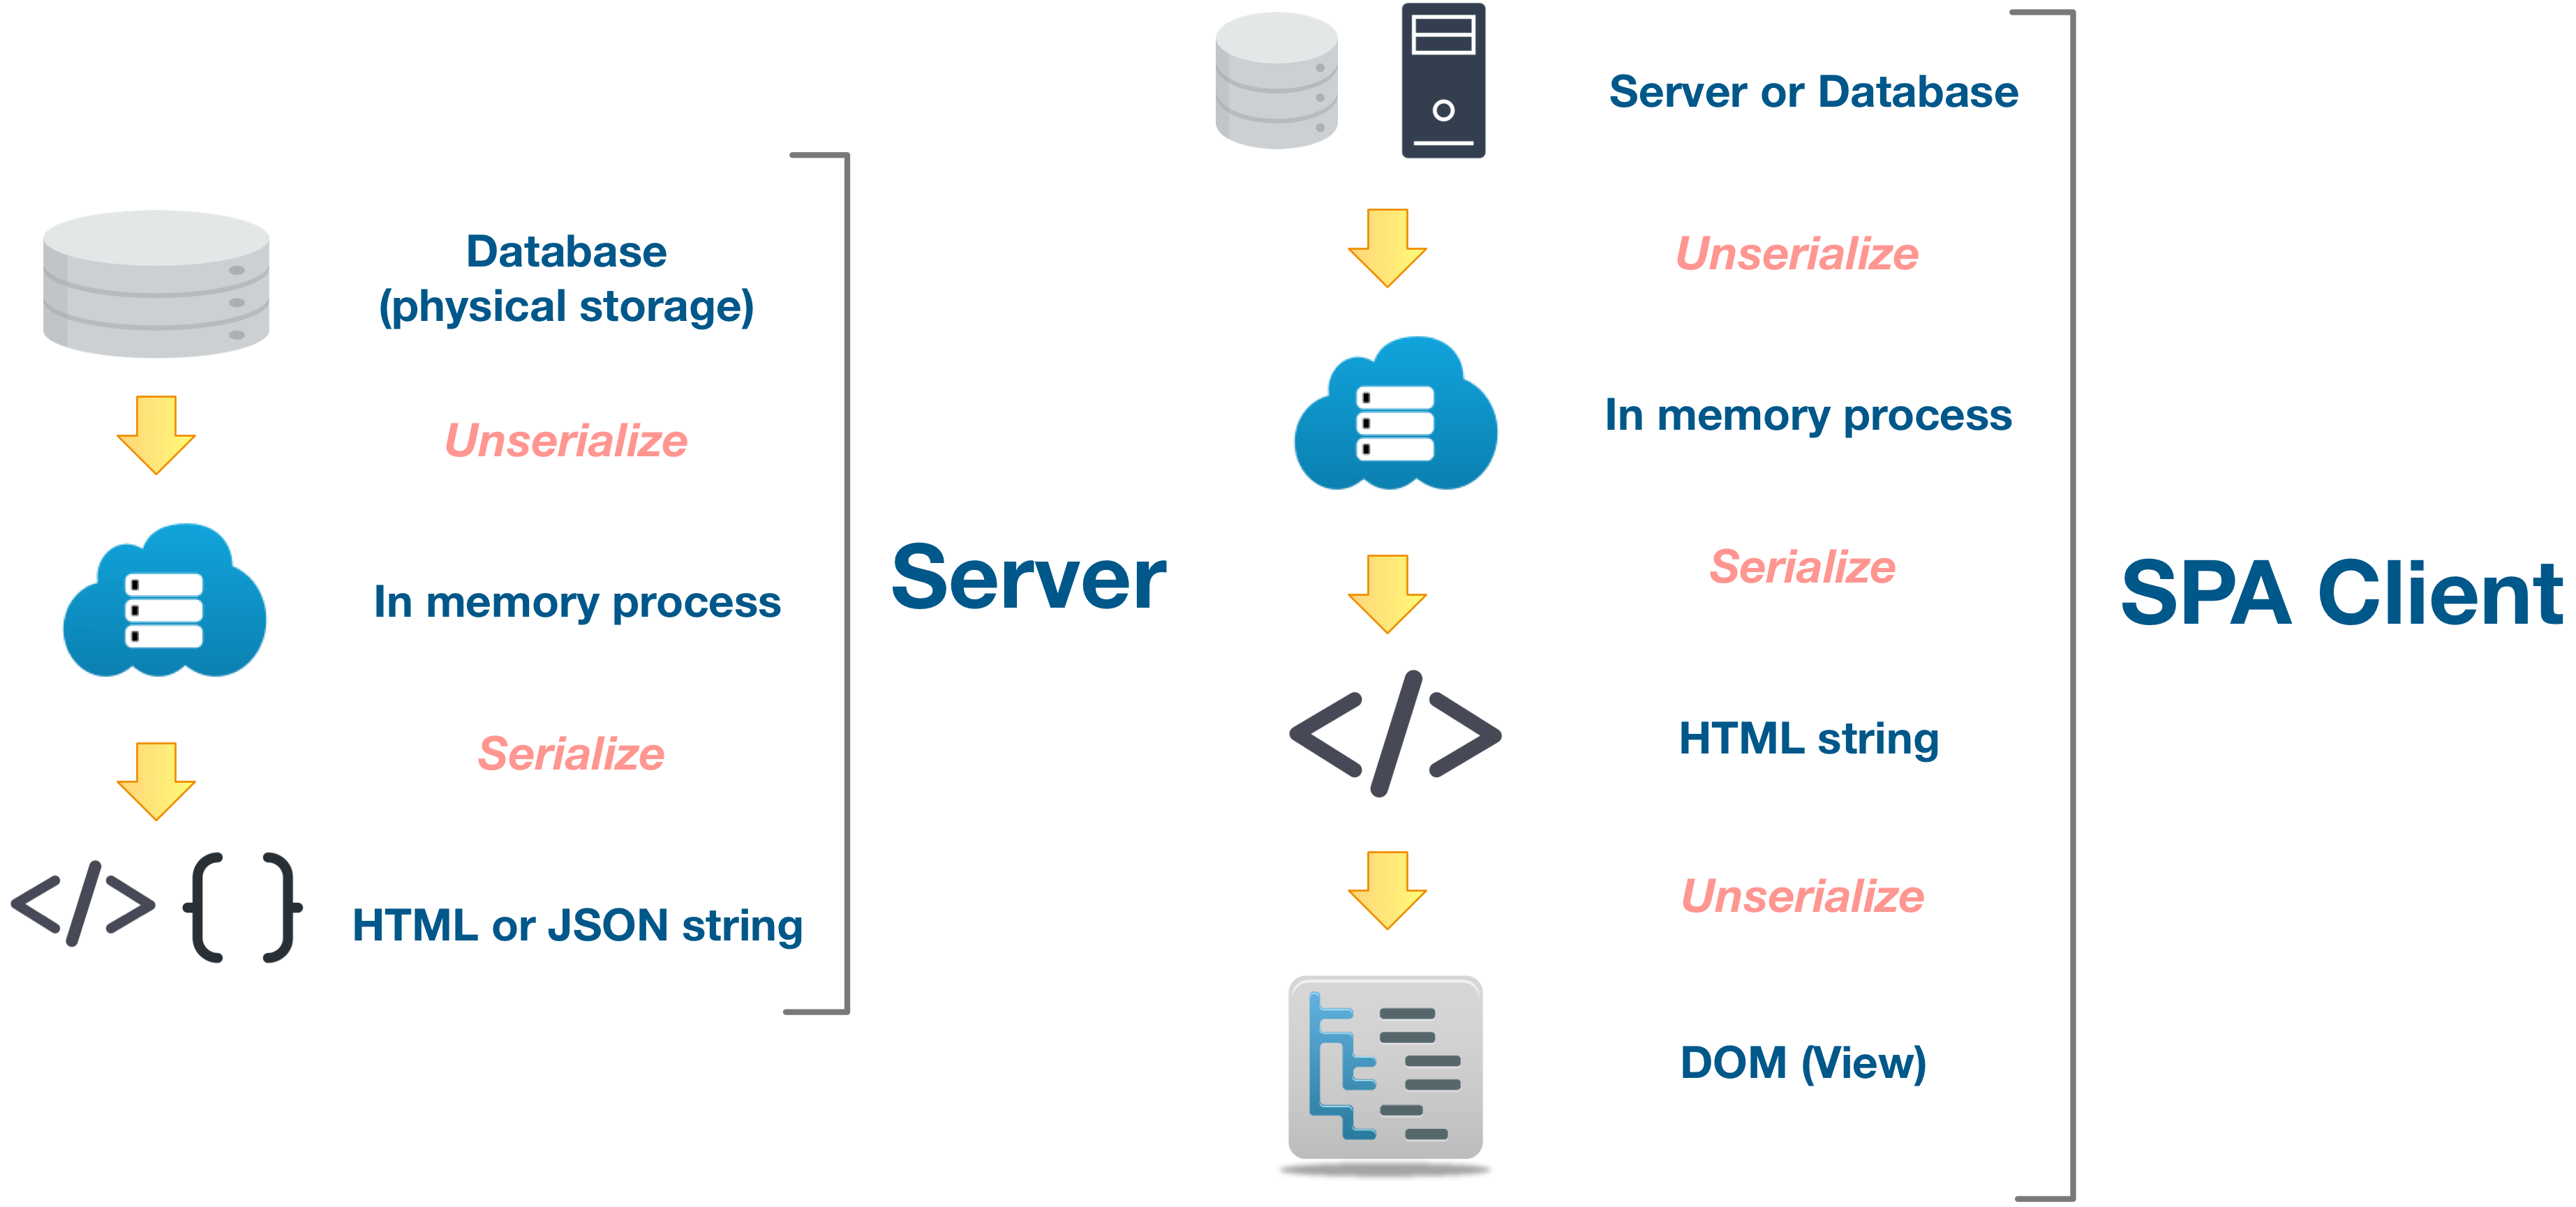 Database
(physical storage)
Unserialize
In memory process
Serialize
HTML or JSON string
Server
Server or Database
Unserialize
In memory process
Serialize
HTML string
Unserialize
DOM (View)
SPA Client